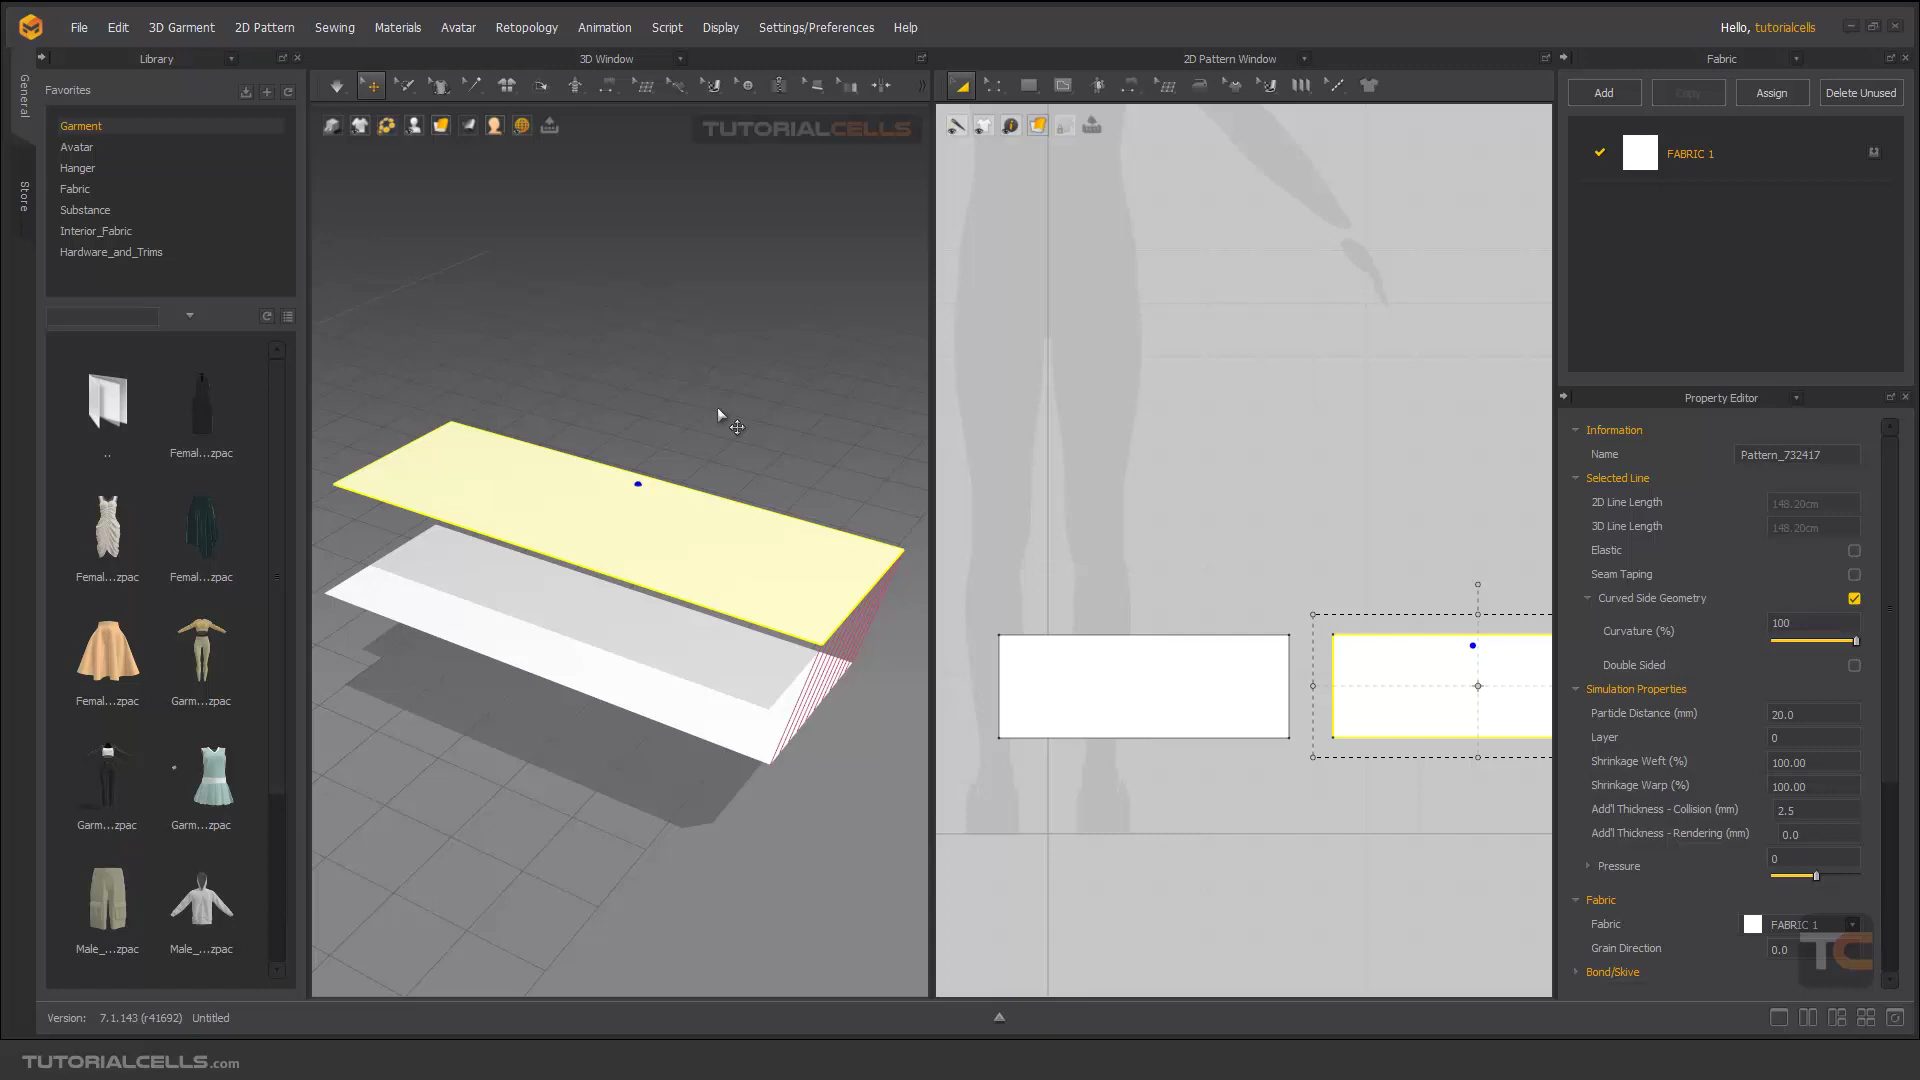 File Edit 3D Garment 2D Pattern Sewing Materials Avatar Retopology Animation Script Display Settings/Preferences Help
Hello, tutorialcells
Library
3D Window
2D Pattern Window
Fabric
General
Store
Favorites
Garment
Avatar
Hanger
Fabric
Substance
Interior_Fabric
Hardware_and_Trims
TUTORIALCELLS
Add Copy Assign Delete Unused
FABRIC 1
..
Femal...zpac
Femal...zpac
Femal...zpac
Femal...zpac
Garm...zpac
Garm...zpac
Garm...zpac
Male_...zpac
Male_...zpac
Property Editor
Information
Name Pattern_732417
Selected Line
2D Line Length 148.20cm
3D Line Length 148.20cm
Elastic
Seam Taping
Curved Side Geometry
Curvature (%) 100
Double Sided
Simulation Properties
Particle Distance (mm) 20.0
Layer 0
Shrinkage Weft (%) 100.00
Shrinkage Warp (%) 100.00
Add'l Thickness - Collision (mm) 2.5
Add'l Thickness - Rendering (mm) 0.0
Pressure 0
Fabric
Fabric FABRIC 1
Grain Direction 0.0
Bond/Skive
TC
Version: 7.1.143 (r41692) Untitled
TUTORIALCELLS.com